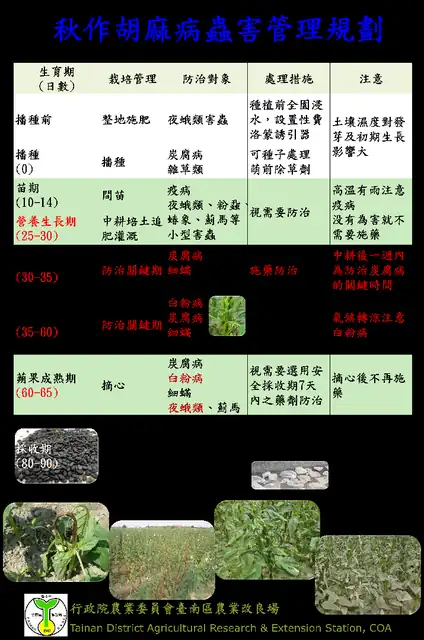 秋作胡麻病蟲害管理規劃
生育期
(日數)
栽培管理
防治對象
處理措施
注意
播種前
整地施肥
夜蛾類害蟲
種植前全園浸
水，設置性費
洛蒙誘引器
土壤濕度對發
芽及初期生長
影響大
播種
(0)
播種
炭腐病
雜草類
可種子處理
萌前除草劑
苗期
(10-14)
間苗
疫病
夜蛾類、粉蝨、
椿象、薊馬等
小型害蟲
視需要防治
高溫有雨注意
疫病
沒有為害就不
需要施藥
營養生長期
(25-30)
中耕培土追
肥灌溉
(30-35)
防治關鍵期
炭腐病
細蟎
施藥防治
中耕後一週內
為防治炭腐病
的關鍵時間
(35-60)
防治關鍵期
白粉病
炭腐病
細蟎
氣候轉涼注意
白粉病
蒴果成熟期
(60-65)
摘心
炭腐病
白粉病
細蟎
夜蛾類、薊馬
視需要選用安
全採收期7天
內之藥劑防治
摘心後不再施
藥
採收期
(80-90)
行政院農業委員會臺南區農業改良場
Tainan District Agricultural Research & Extension Station, COA